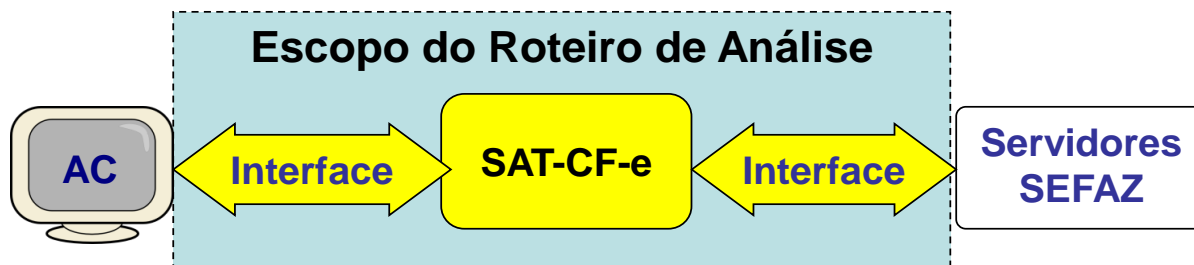 Escopo do Roteiro de Análise
AC
Interface
SAT-CF-e
Interface
Servidores
SEFAZ